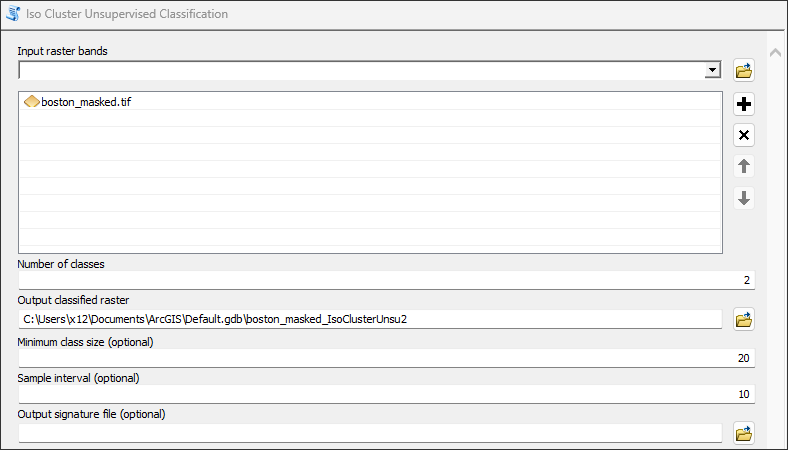 Iso Cluster Unsupervised Classification
Input raster bands
boston_masked.tif
Number of classes
2
Output classified raster
C:\Users\x12\Documents\ArcGIS\Default.gdb\boston_masked_IsoClusterUnsu2
Minimum class size (optional)
20
Sample interval (optional)
10
Output signature file (optional)